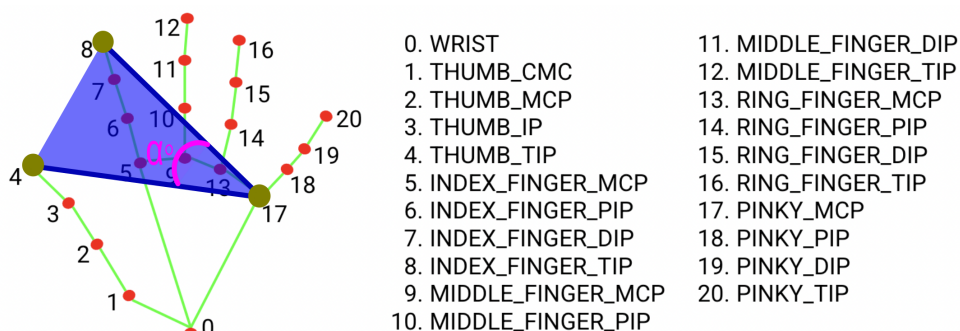 12
16
8
11
15
7
10
20
6
14
α°
19
5
9
4
13
18
3
17
2
1
0
0. WRIST
1. THUMB_CMC
2. THUMB_MCP
3. THUMB_IP
4. THUMB_TIP
5. INDEX_FINGER_MCP
6. INDEX_FINGER_PIP
7. INDEX_FINGER_DIP
8. INDEX_FINGER_TIP
9. MIDDLE_FINGER_MCP
10. MIDDLE_FINGER_PIP
11. MIDDLE_FINGER_DIP
12. MIDDLE_FINGER_TIP
13. RING_FINGER_MCP
14. RING_FINGER_PIP
15. RING_FINGER_DIP
16. RING_FINGER_TIP
17. PINKY_MCP
18. PINKY_PIP
19. PINKY_DIP
20. PINKY_TIP